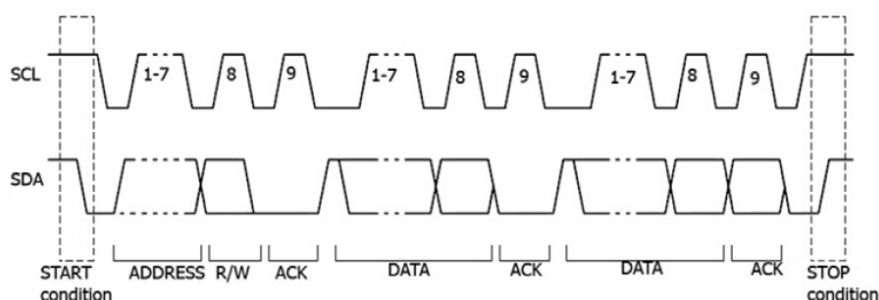 SCL
1-7
8
9
1-7
8
9
1-7
8
9
SDA
START
condition
ADDRESS
R/W
ACK
DATA
ACK
DATA
ACK
STOP
condition